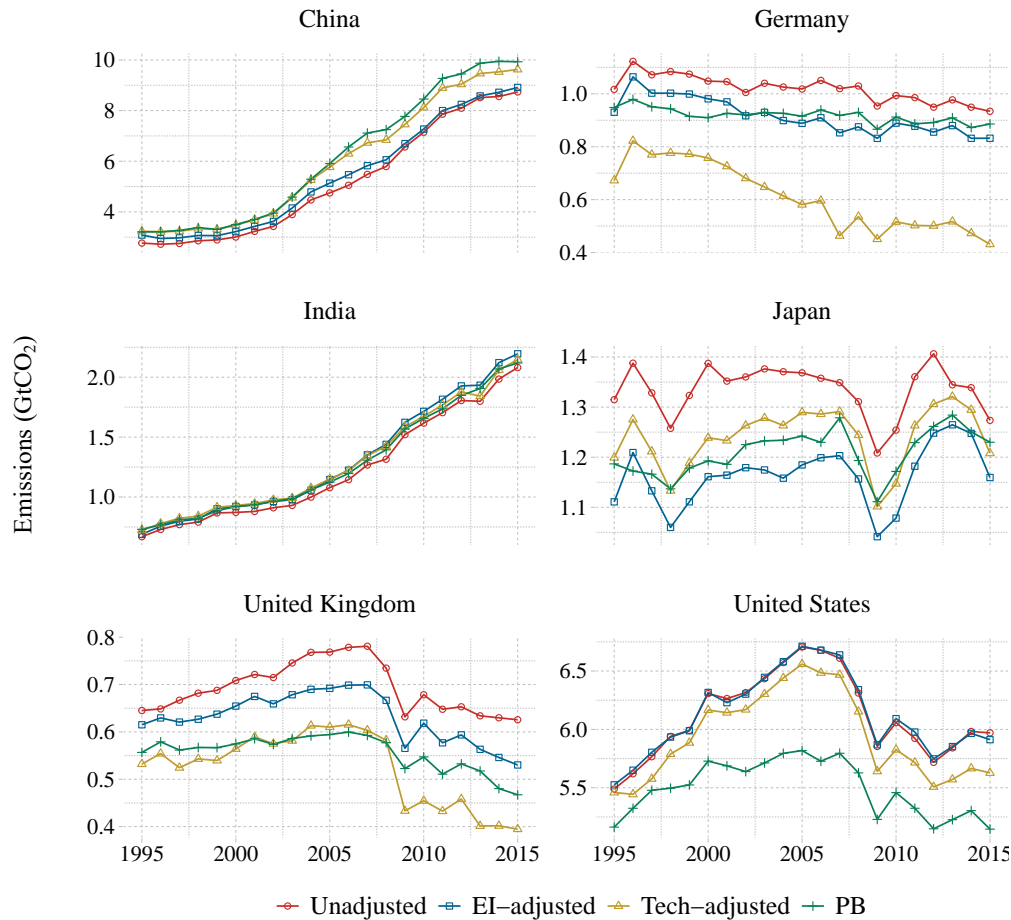 China
Germany
10
8
6
4
1.0
0.8
0.6
0.4
India
Japan
Emissions (GtCO₂)
2.0
1.5
1.0
1.4
1.3
1.2
1.1
United Kingdom
United States
0.8
0.7
0.6
0.5
0.4
6.5
6.0
5.5
1995 2000 2005 2010 2015
1995 2000 2005 2010 2015
Unadjusted EI−adjusted Tech−adjusted PB